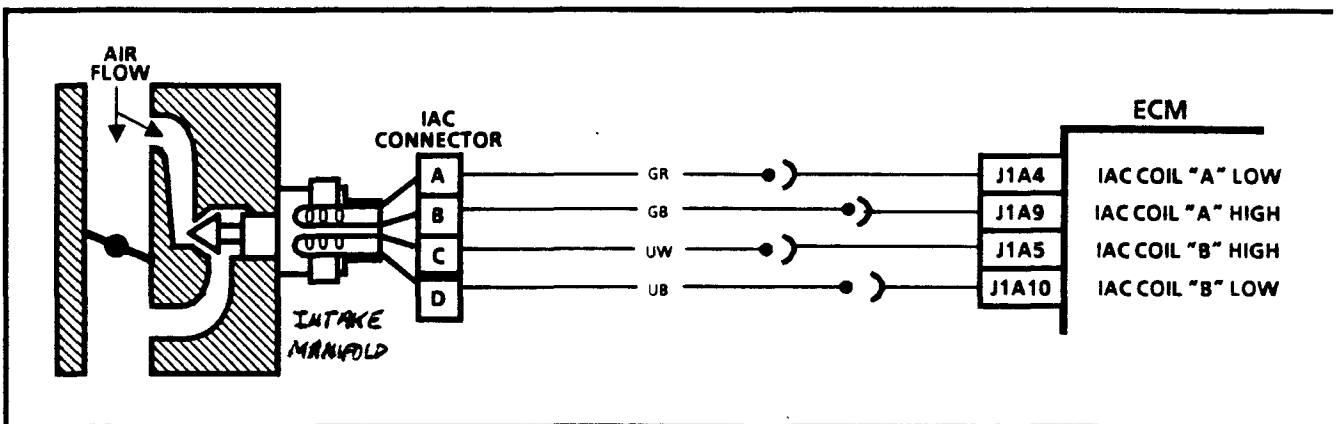 AIR
FLOW
IAC
CONNECTOR
ECM
A GR J1A4 IAC COIL "A" LOW
B GB J1A9 IAC COIL "A" HIGH
C UW J1A5 IAC COIL "B" HIGH
D UB J1A10 IAC COIL "B" LOW
INTAKE
MANIFOLD